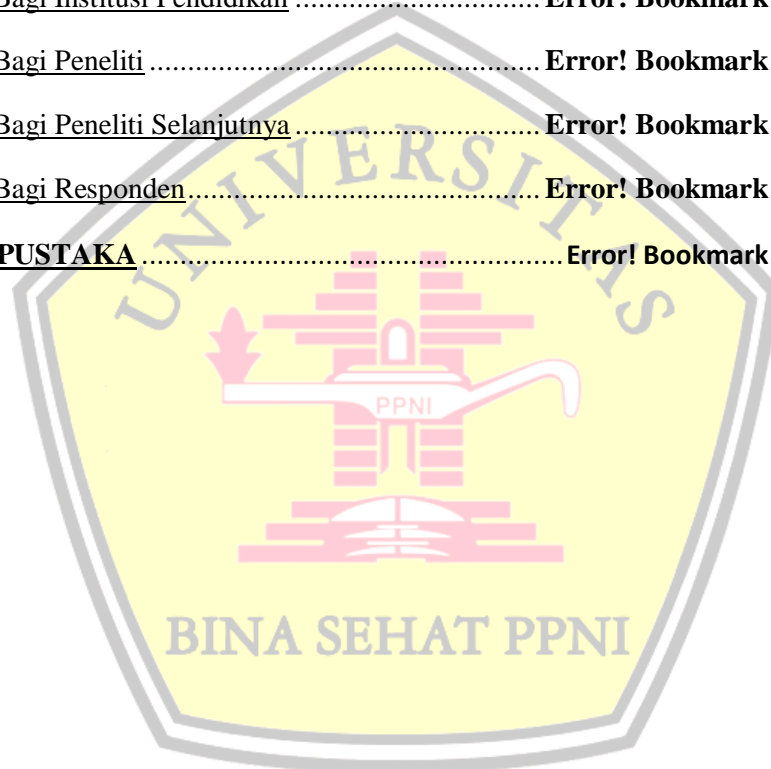 Bagi Institusi Pendidikan ............................... Error! Bookmark
Bagi Peneliti ................................................. Error! Bookmark
Bagi Peneliti Selanjutnya ............................... Error! Bookmark
Bagi Responden ............................................ Error! Bookmark
PUSTAKA ..................................................... Error! Bookmark
UNIVERSITAS
PPNI
BINA SEHAT PPNI